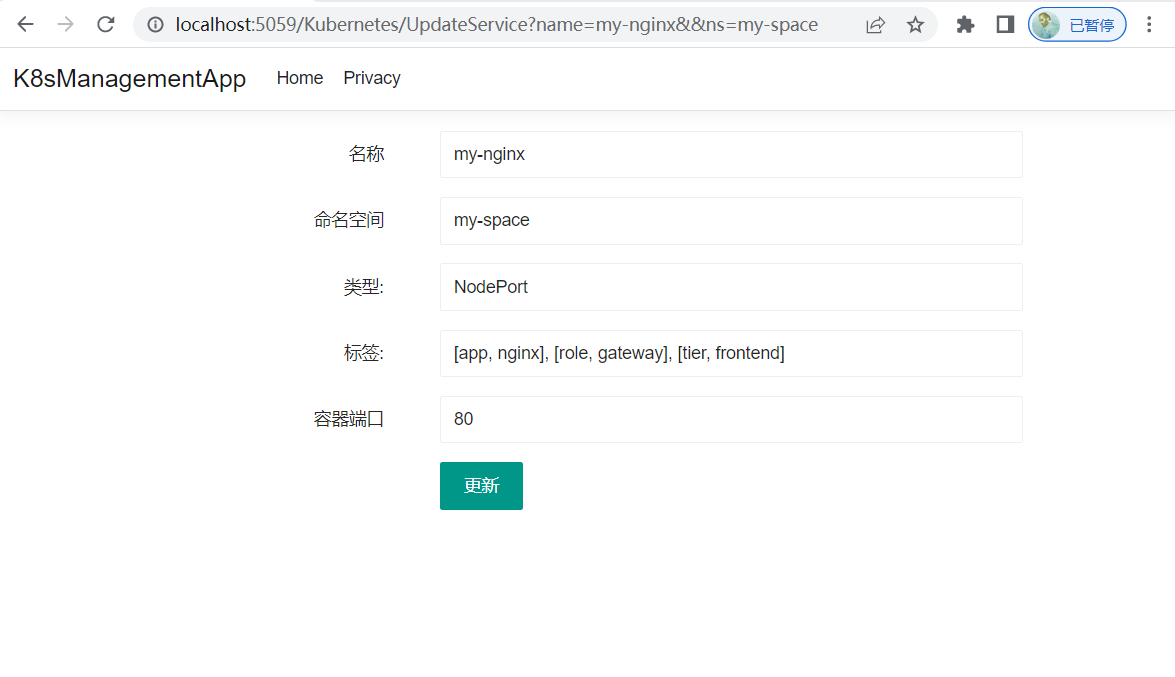 localhost:5059/Kubernetes/UpdateService?name=my-nginx&&ns=my-space
已暂停
K8sManagementApp Home Privacy
名称 my-nginx
命名空间 my-space
类型: NodePort
标签: [app, nginx], [role, gateway], [tier, frontend]
容器端口 80
更新